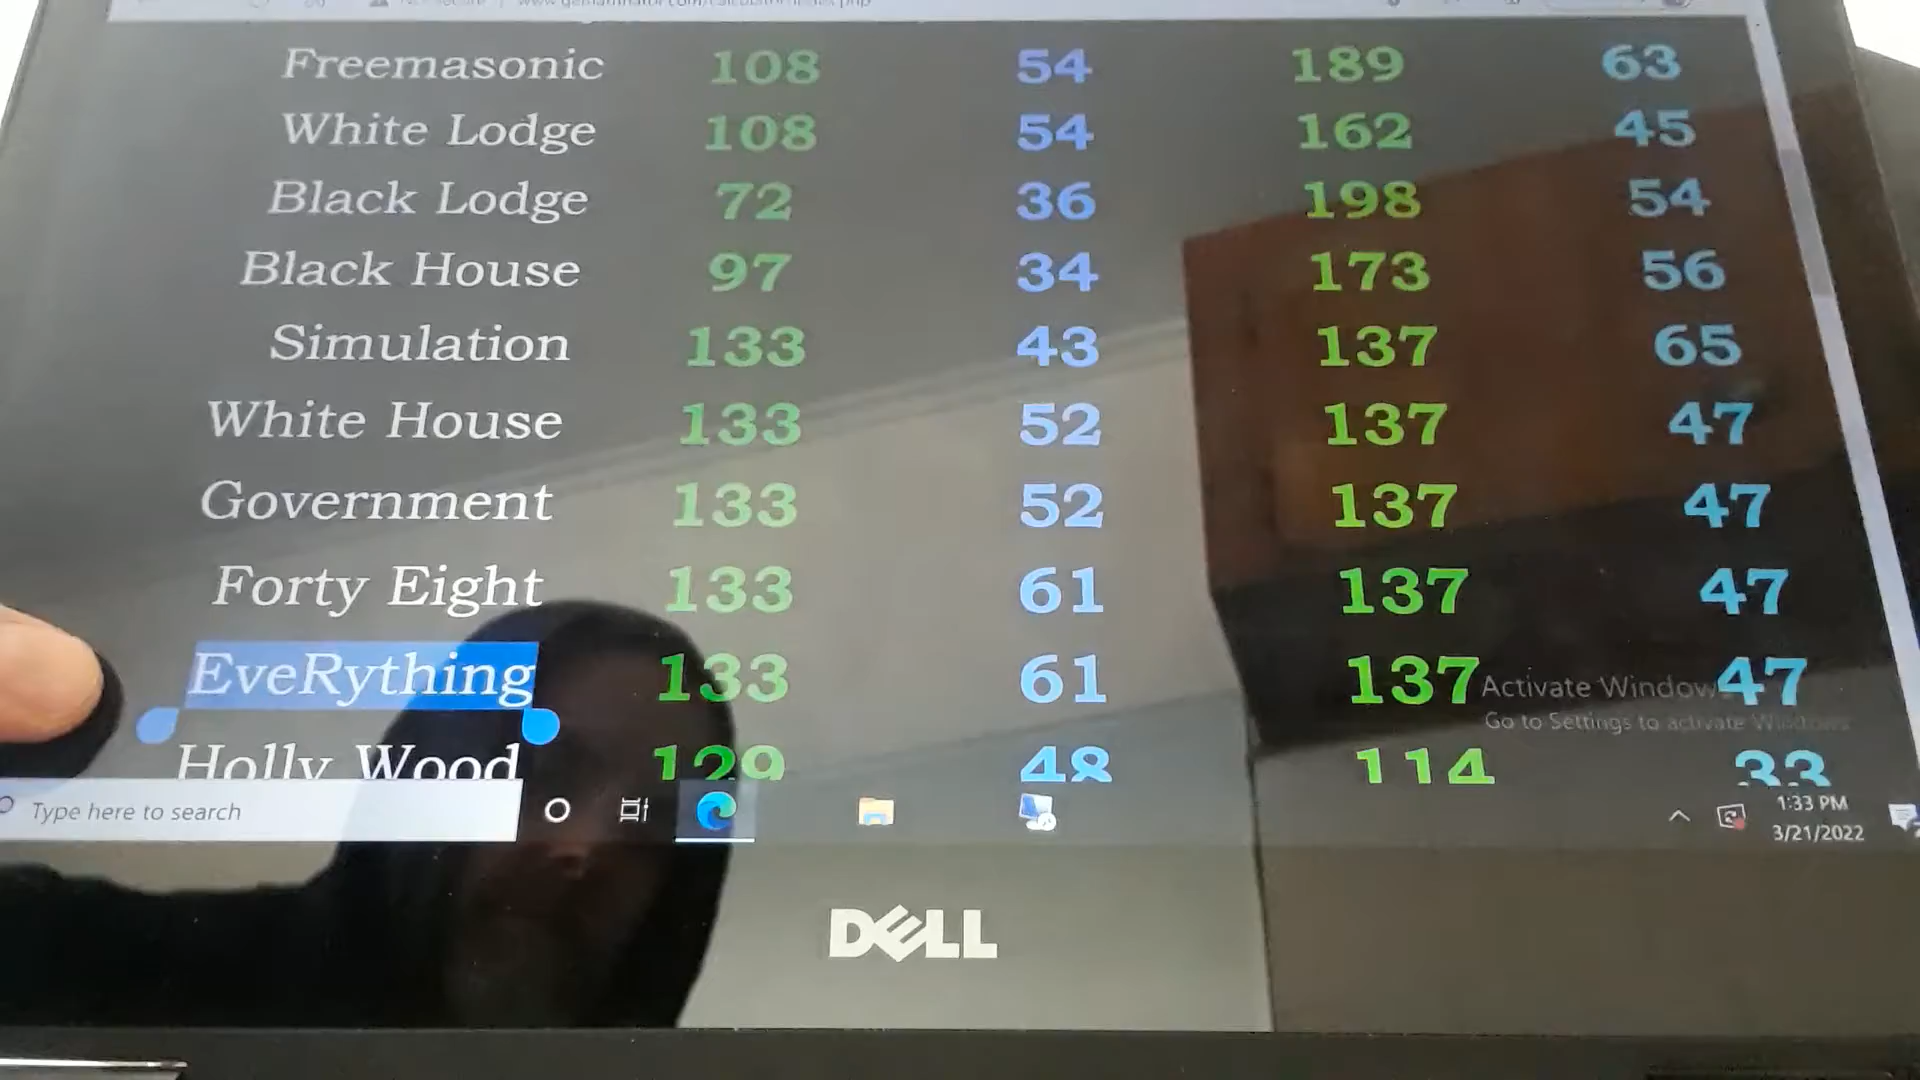 Freemasonic 108 54 189 63
White Lodge 108 54 162 45
Black Lodge 72 36 198 54
Black House 97 34 173 56
Simulation 133 43 137 65
White House 133 52 137 47
Government 133 52 137 47
Forty Eight 133 61 137 47
EveRything 133 61 137 47
Activate Windows
Go to Settings to activate Windows
Holly Wood 129 48 114 33
Type here to search
1:33 PM
3/21/2022
DELL